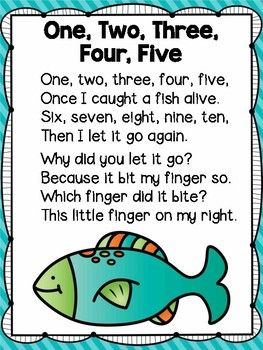 One, Two, Three,
Four, Five
One, two, three, four, five,
Once I caught a fish alive.
Six, seven, eight, nine, ten,
Then I let it go again.
Why did you let it go?
Because it bit my finger so.
Which finger did it bite?
This little finger on my right.